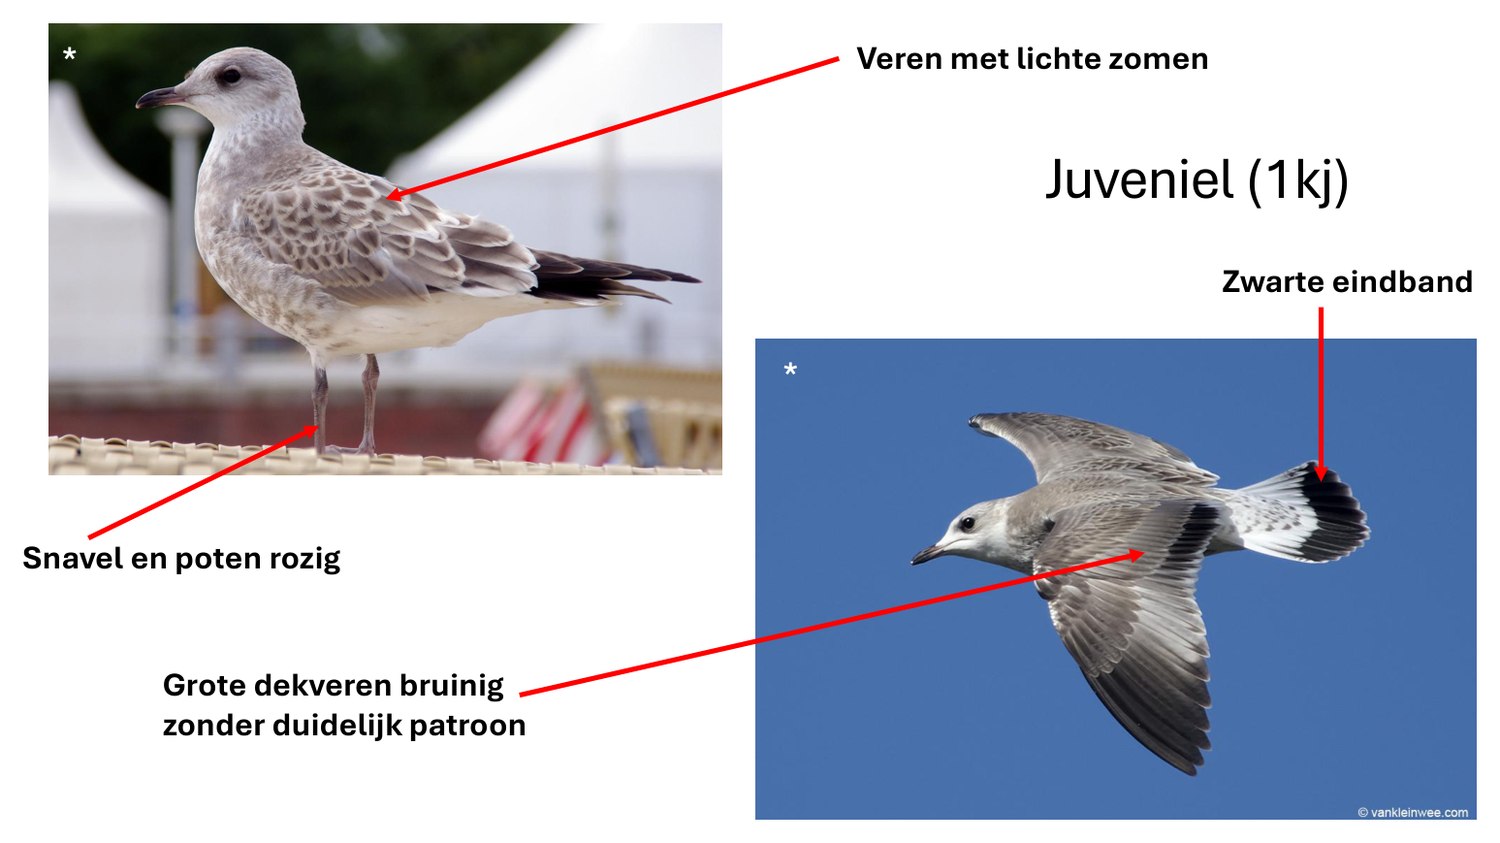 *
Veren met lichte zomen
Juveniel (1kj)
Zwarte eindband
*
Snavel en poten rozig
Grote dekveren bruinig
zonder duidelijk patroon
© vankleinwee.com